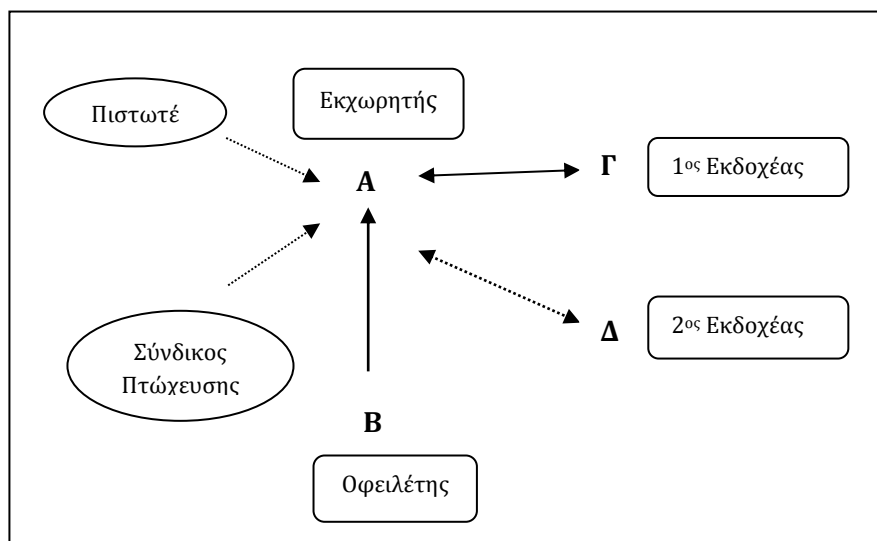 Εκχωρητής
Πιστωτέ
Α
Γ
1ος Εκδοχέας
Δ
2ος Εκδοχέας
Σύνδικος
Πτώχευσης
Β
Οφειλέτης